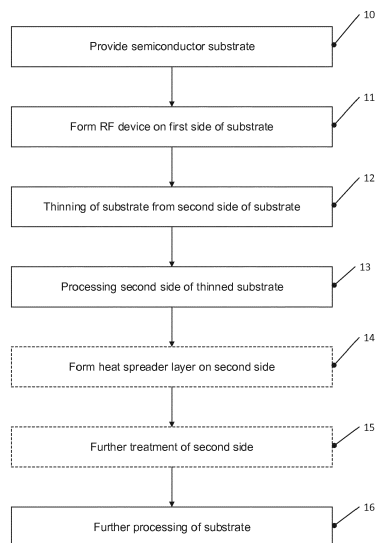 10
Provide semiconductor substrate
11
Form RF device on first side of substrate
12
Thinning of substrate from second side of substrate
13
Processing second side of thinned substrate
14
Form heat spreader layer on second side
15
Further treatment of second side
16
Further processing of substrate